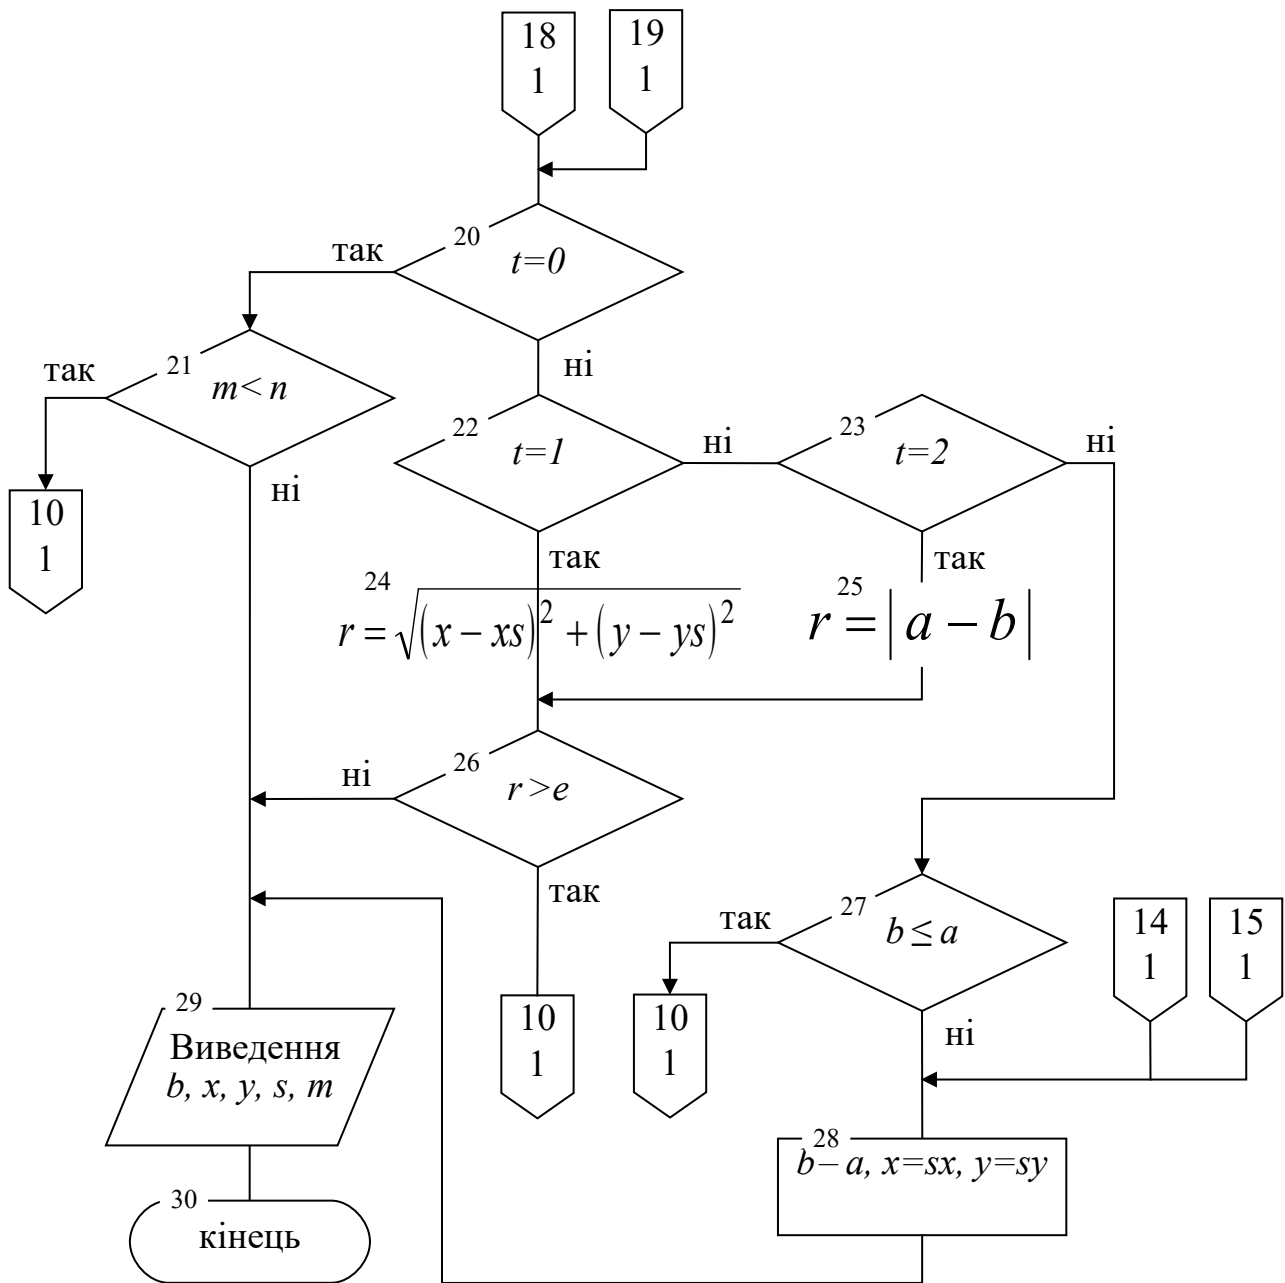 18
1
19
1
20
t=0
так
ні
21
m< n
так
ні
10
1
22
t=1
ні
так
23
t=2
ні
так
24
r = √(x − xs)² + (y − ys)²
25
r = |a − b|
26
r >e
ні
так
10
1
27
b ≤ a
так
ні
10
1
14
1
15
1
28
b– a, x=sx, y=sy
29
Виведення
b, x, y, s, m
30
кінець